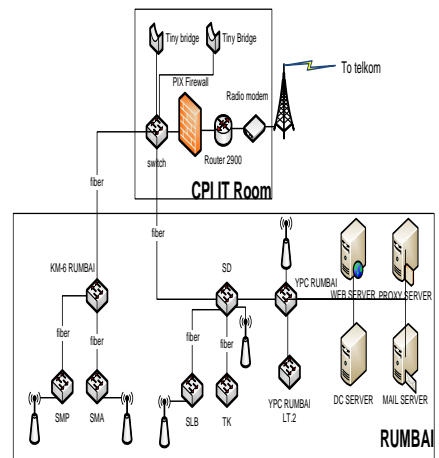 Tiny bridge
Tiny Bridge
PIX Firewall
Radio modem
To telkom
switch
Router 2900
CPI IT Room
fiber
fiber
KM-6 RUMBAI
SD
YPC RUMBAI
WEB SERVER
PROXY SERVER
fiber
fiber
fiber
fiber
SMP
SMA
SLB
TK
YPC RUMBAI
LT.2
DC SERVER
MAIL SERVER
RUMBAI